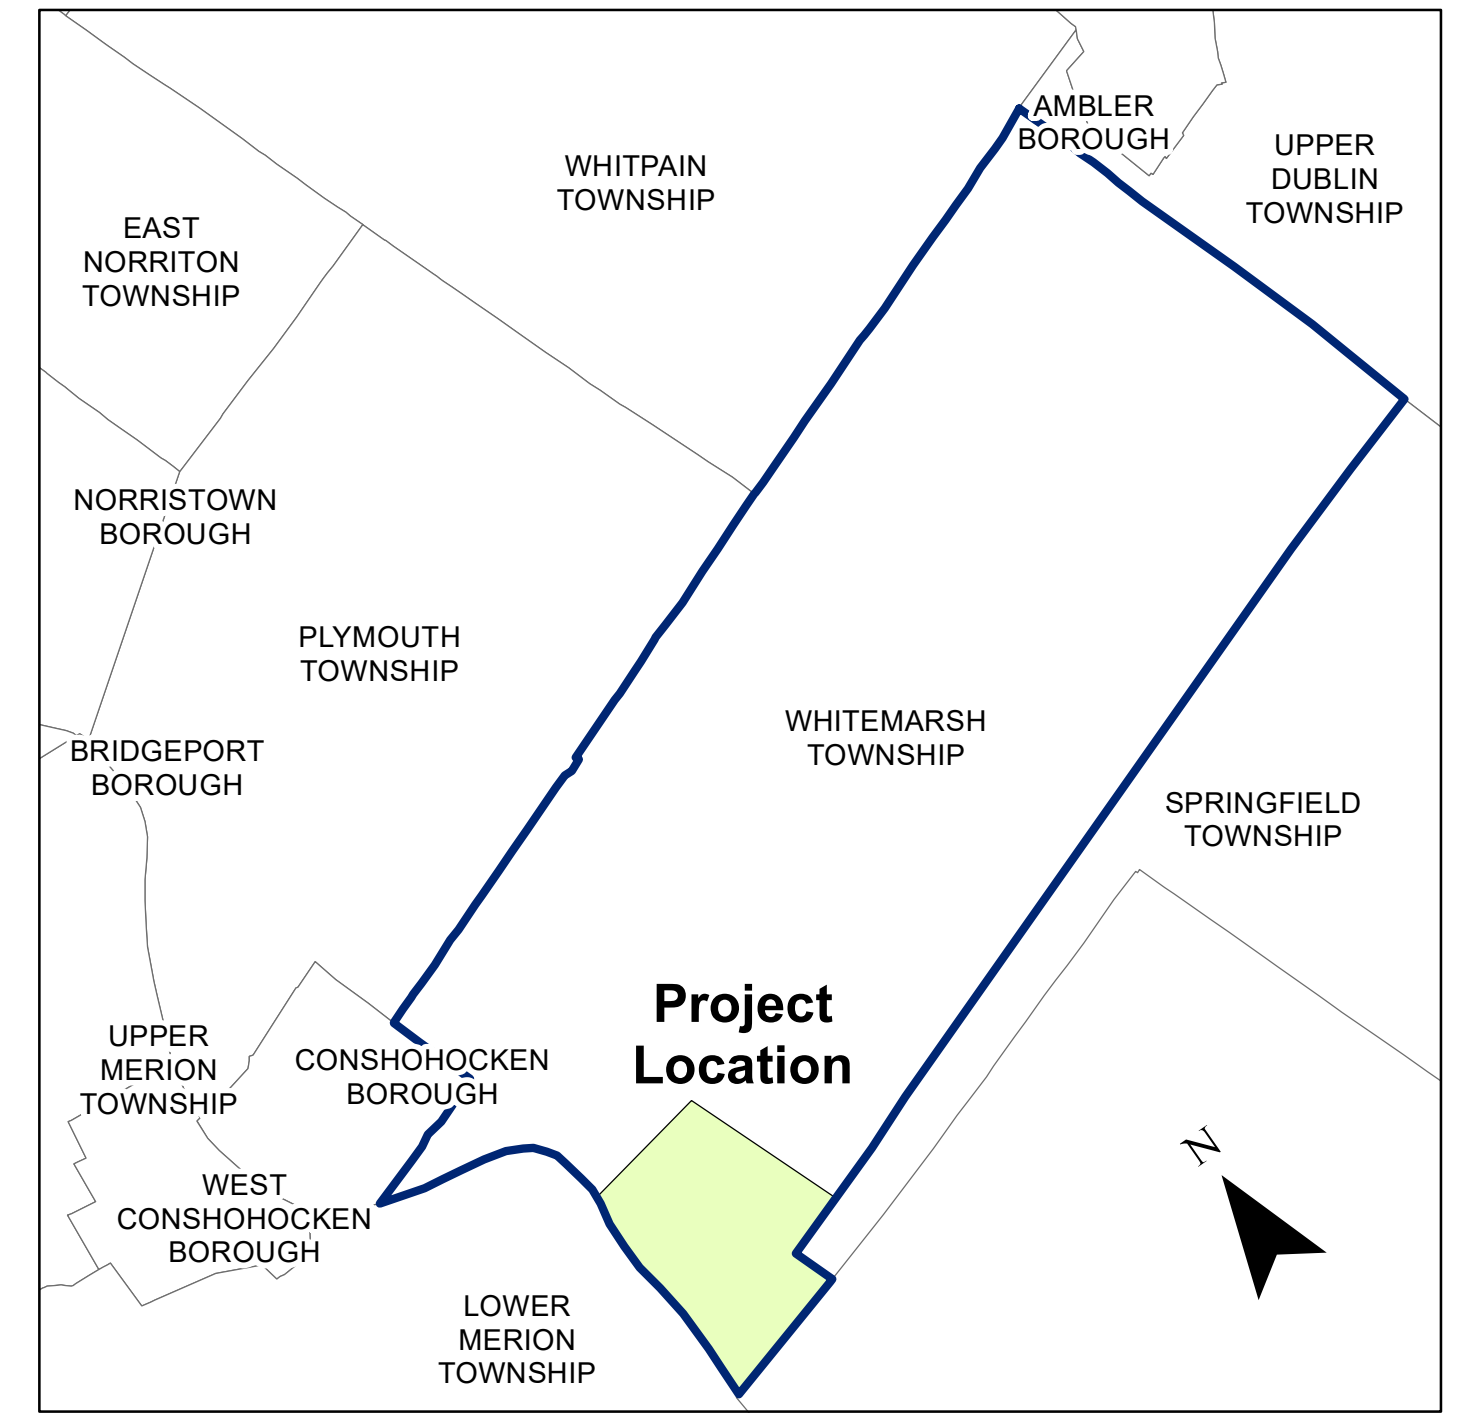 AMBLER
BOROUGH
UPPER
DUBLIN
TOWNSHIP
WHITPAIN
TOWNSHIP
EAST
NORRITON
TOWNSHIP
NORRISTOWN
BOROUGH
PLYMOUTH
TOWNSHIP
WHITEMARSH
TOWNSHIP
BRIDGEPORT
BOROUGH
SPRINGFIELD
TOWNSHIP
Project
Location
UPPER
MERION
TOWNSHIP
CONSHOHOCKEN
BOROUGH
N
WEST
CONSHOHOCKEN
BOROUGH
LOWER
MERION
TOWNSHIP